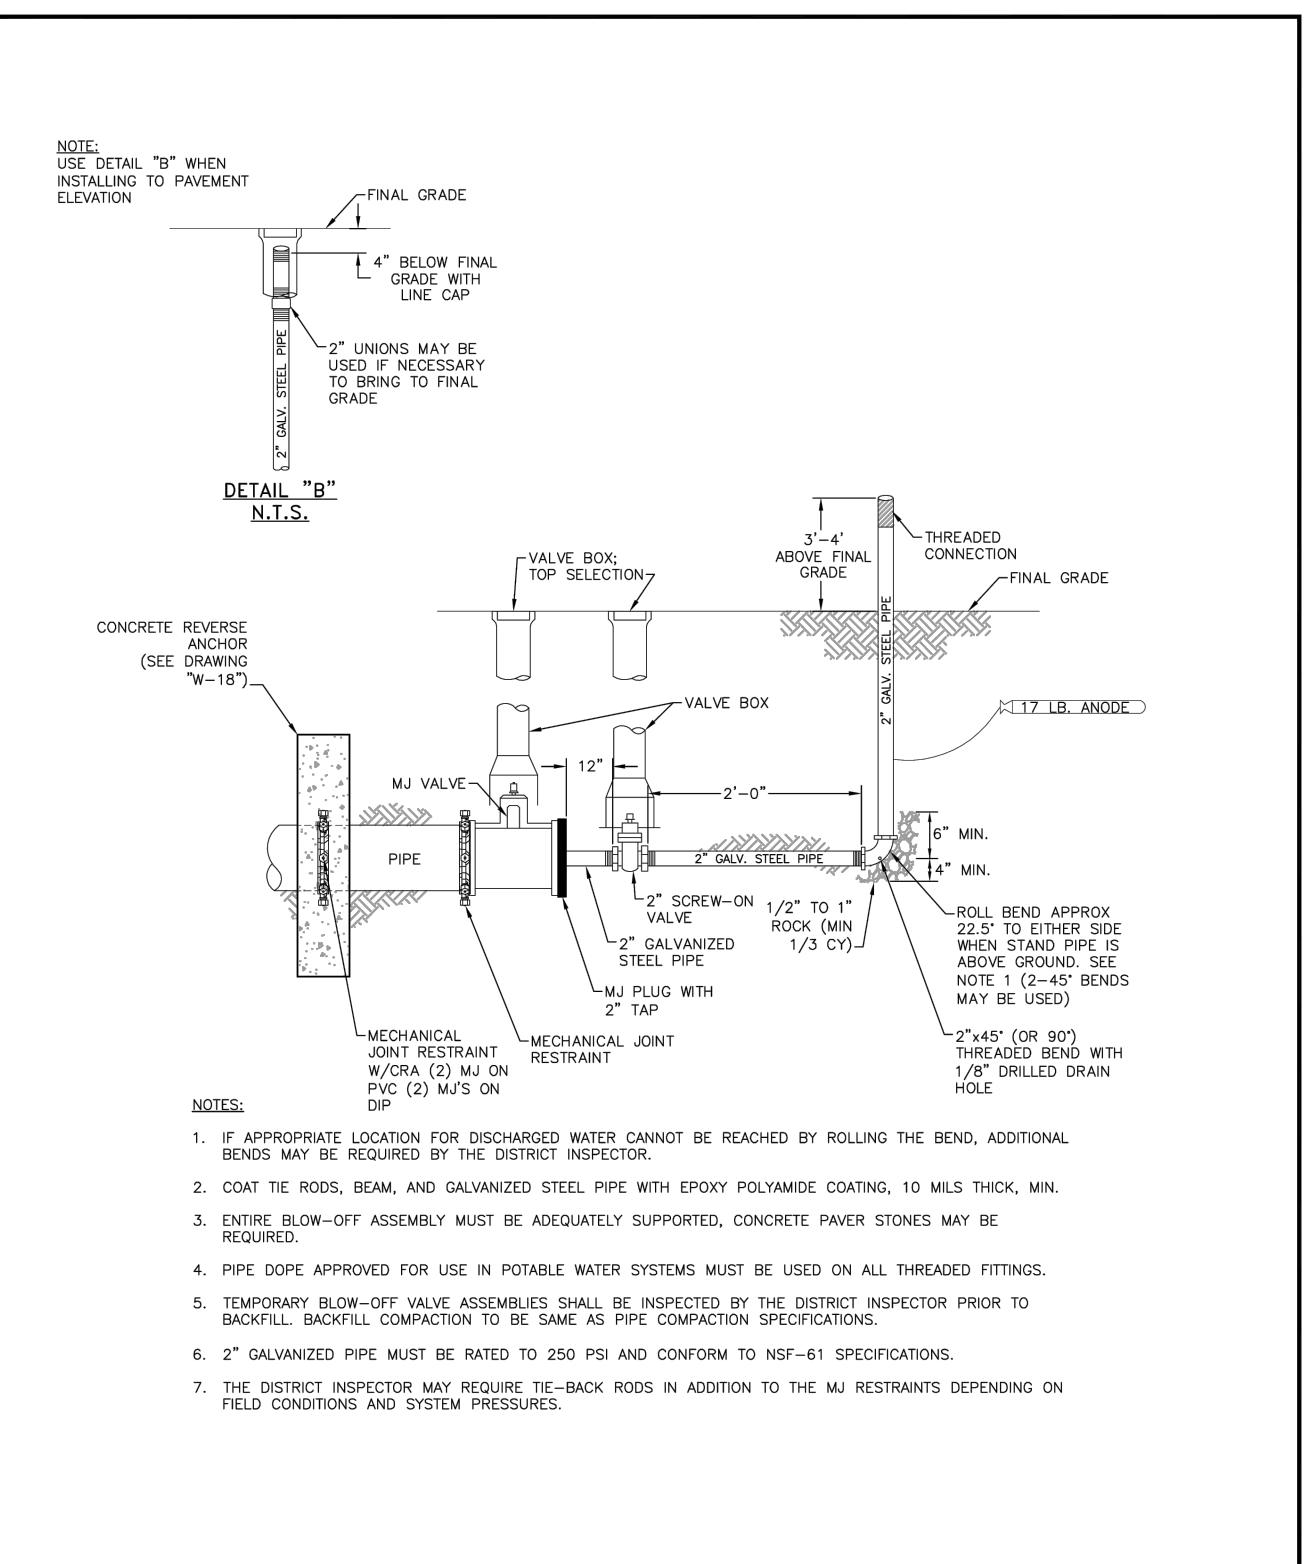 NOTE:
USE DETAIL "B" WHEN
INSTALLING TO PAVEMENT
ELEVATION
FINAL GRADE
4" BELOW FINAL
GRADE WITH
LINE CAP
2" UNIONS MAY BE
USED IF NECESSARY
TO BRING TO FINAL
GRADE
2" GALV. STEEL PIPE
DETAIL "B"
N.T.S.
3'-4'
ABOVE FINAL
GRADE
THREADED
CONNECTION
FINAL GRADE
VALVE BOX;
TOP SELECTION
CONCRETE REVERSE
ANCHOR
(SEE DRAWING
"W-18")
2" GALV. STEEL PIPE
VALVE BOX
17 LB. ANODE
MJ VALVE
12"
2'-0"
6" MIN.
PIPE
2" GALV. STEEL PIPE
4" MIN.
2" SCREW-ON
VALVE
1/2" TO 1"
ROCK (MIN
1/3 CY)
ROLL BEND APPROX
22.5° TO EITHER SIDE
WHEN STAND PIPE IS
ABOVE GROUND. SEE
NOTE 1 (2-45° BENDS
MAY BE USED)
2" GALVANIZED
STEEL PIPE
MJ PLUG WITH
2" TAP
MECHANICAL
JOINT RESTRAINT
W/CRA (2) MJ ON
PVC (2) MJ'S ON
DIP
MECHANICAL JOINT
RESTRAINT
2"x45° (OR 90°)
THREADED BEND WITH
1/8" DRILLED DRAIN
HOLE
NOTES:
1. IF APPROPRIATE LOCATION FOR DISCHARGED WATER CANNOT BE REACHED BY ROLLING THE BEND, ADDITIONAL
BENDS MAY BE REQUIRED BY THE DISTRICT INSPECTOR.
2. COAT TIE RODS, BEAM, AND GALVANIZED STEEL PIPE WITH EPOXY POLYAMIDE COATING, 10 MILS THICK, MIN.
3. ENTIRE BLOW-OFF ASSEMBLY MUST BE ADEQUATELY SUPPORTED, CONCRETE PAVER STONES MAY BE
REQUIRED.
4. PIPE DOPE APPROVED FOR USE IN POTABLE WATER SYSTEMS MUST BE USED ON ALL THREADED FITTINGS.
5. TEMPORARY BLOW-OFF VALVE ASSEMBLIES SHALL BE INSPECTED BY THE DISTRICT INSPECTOR PRIOR TO
BACKFILL. BACKFILL COMPACTION TO BE SAME AS PIPE COMPACTION SPECIFICATIONS.
6. 2" GALVANIZED PIPE MUST BE RATED TO 250 PSI AND CONFORM TO NSF-61 SPECIFICATIONS.
7. THE DISTRICT INSPECTOR MAY REQUIRE TIE-BACK RODS IN ADDITION TO THE MJ RESTRAINTS DEPENDING ON
FIELD CONDITIONS AND SYSTEM PRESSURES.